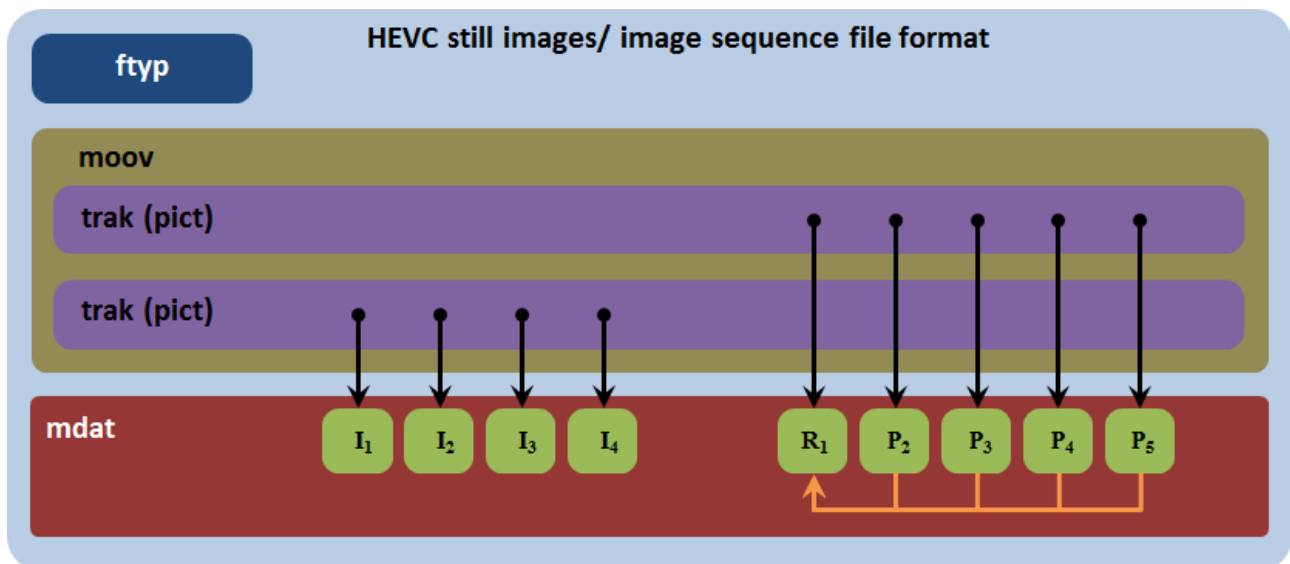 HEVC still images/ image sequence file format
ftyp
moov
trak (pict)
trak (pict)
mdat
I₁ I₂ I₃ I₄ R₁ P₂ P₃ P₄ P₅